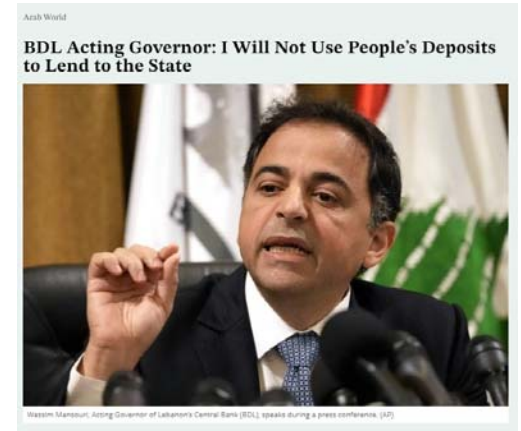 Arab World
BDL Acting Governor: I Will Not Use People's Deposits
to Lend to the State
Wassim Mansouri, Acting Governor of Lebanon's Central Bank (BDL), speaks during a press conference. (AP)